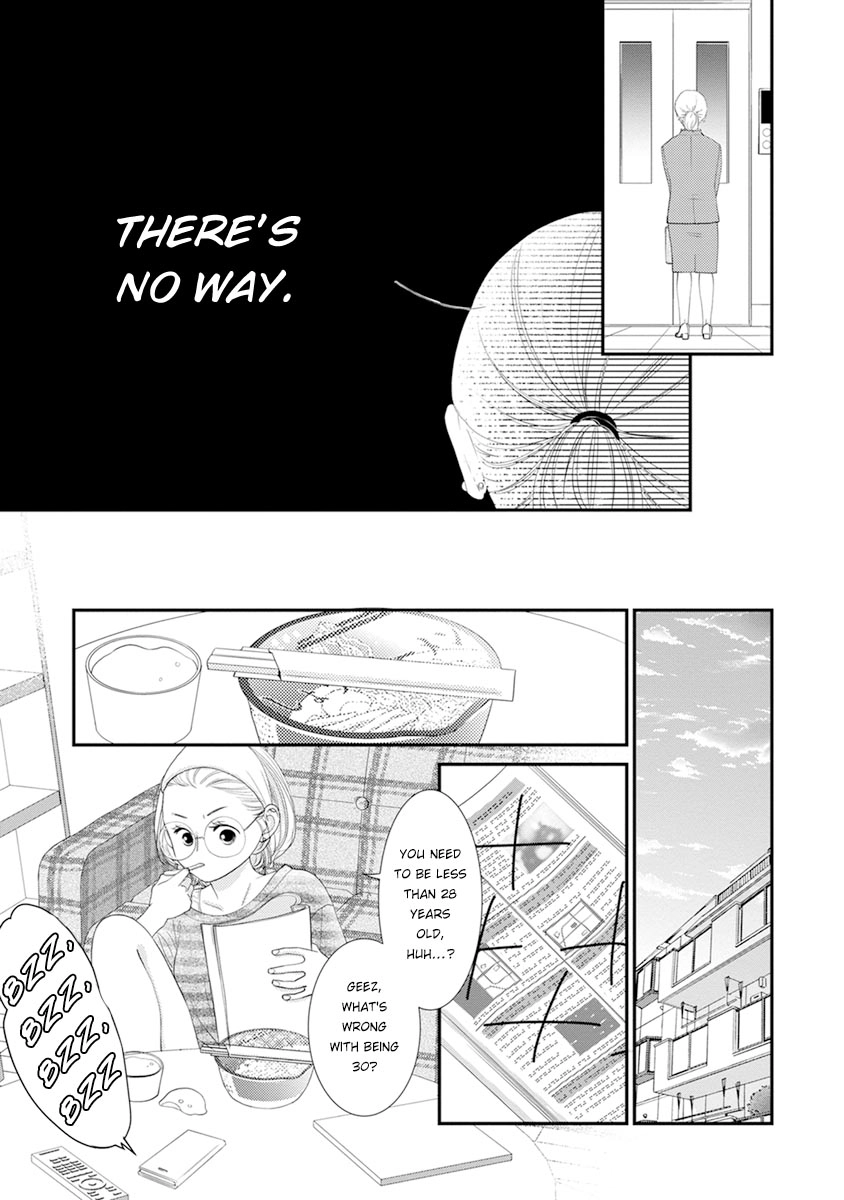 THERE'S
NO WAY.
YOU NEED
TO BE LESS
THAN 28
YEARS
OLD,
HUH...?
GEEZ,
WHAT'S
WRONG
WITH BEING
30?
BZZ,
BZZ,
BZZ,
BZZ